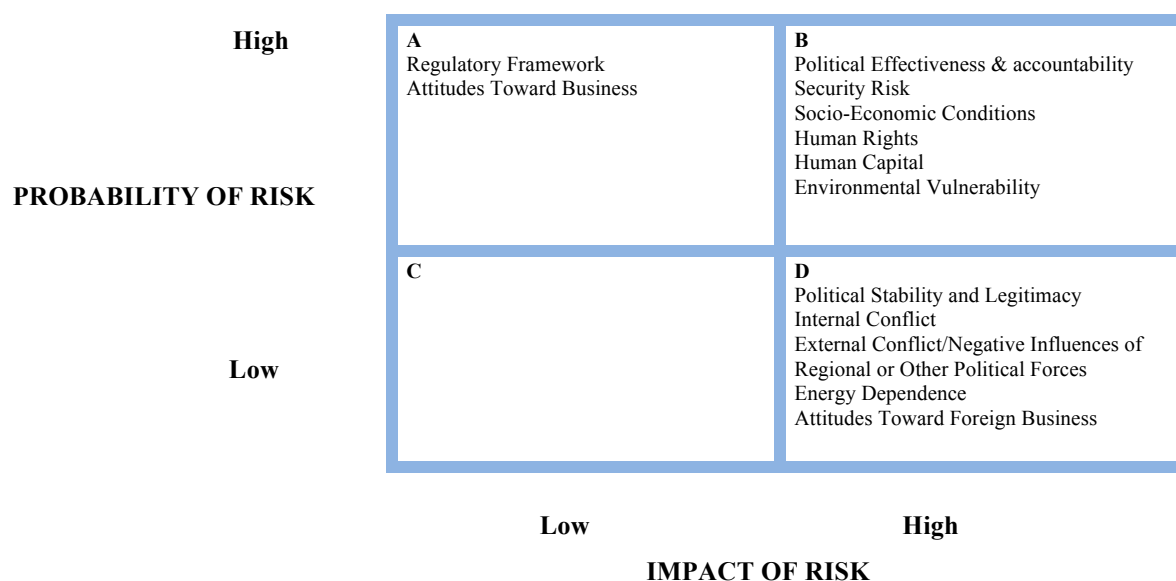 High
A
Regulatory Framework
Attitudes Toward Business
B
Political Effectiveness & accountability
Security Risk
Socio-Economic Conditions
Human Rights
Human Capital
Environmental Vulnerability
PROBABILITY OF RISK
C
D
Political Stability and Legitimacy
Internal Conflict
External Conflict/Negative Influences of
Regional or Other Political Forces
Energy Dependence
Attitudes Toward Foreign Business
Low
Low
High
IMPACT OF RISK